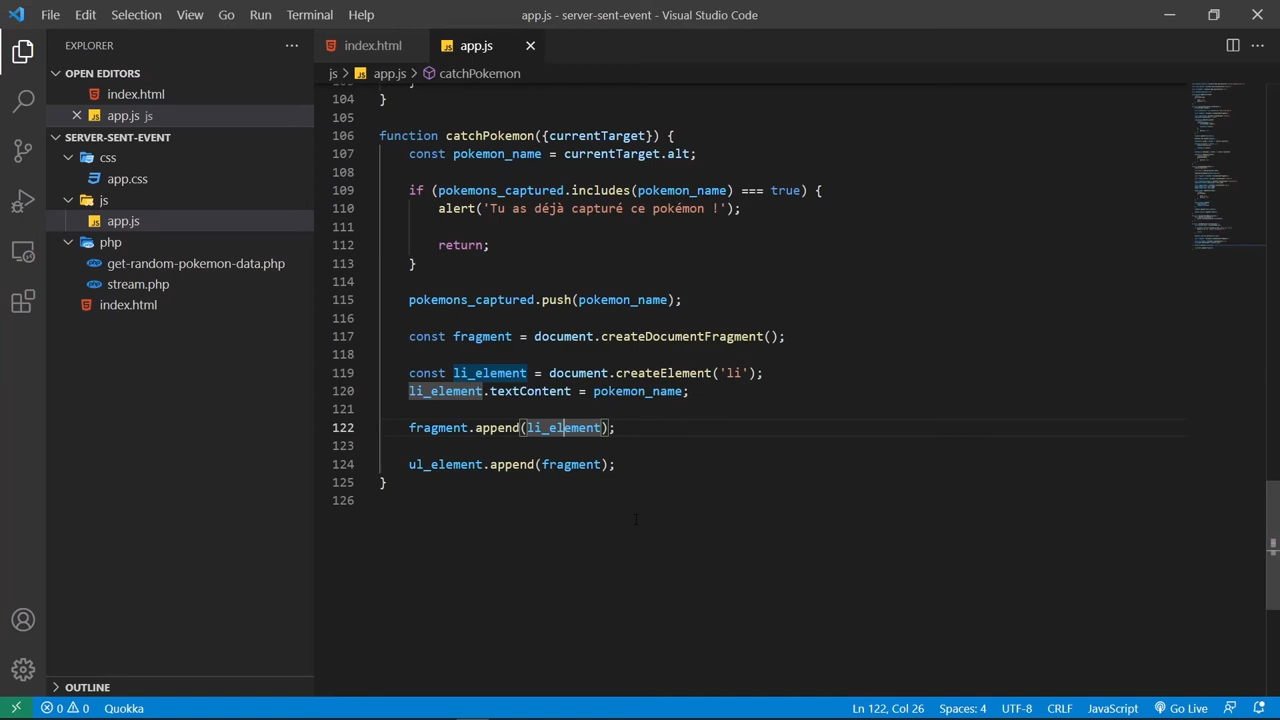 File Edit Selection View Go Run Terminal Help
app.js - server-sent-event - Visual Studio Code
EXPLORER
OPEN EDITORS
index.html
app.js js
SERVER-SENT-EVENT
css
app.css
js
app.js
php
get-random-pokemon-data.php
stream.php
index.html
OUTLINE
index.html
app.js
js > app.js > catchPokemon
104 }
105
106 function catchPokemon({currentTarget}) {
107 const pokemon_name = currentTarget.alt;
108
109 if (pokemons_captured.includes(pokemon_name) === true) {
110 alert( as déjà capturé ce pokemon !');
111
112 return;
113 }
114
115 pokemons_captured.push(pokemon_name);
116
117 const fragment = document.createDocumentFragment();
118
119 const li_element = document.createElement('li');
120 li_element.textContent = pokemon_name;
121
122 fragment.append(li_element);
123
124 ul_element.append(fragment);
125 }
126
0 0 Quokka
Ln 122, Col 26 Spaces: 4 UTF-8 CRLF JavaScript Go Live